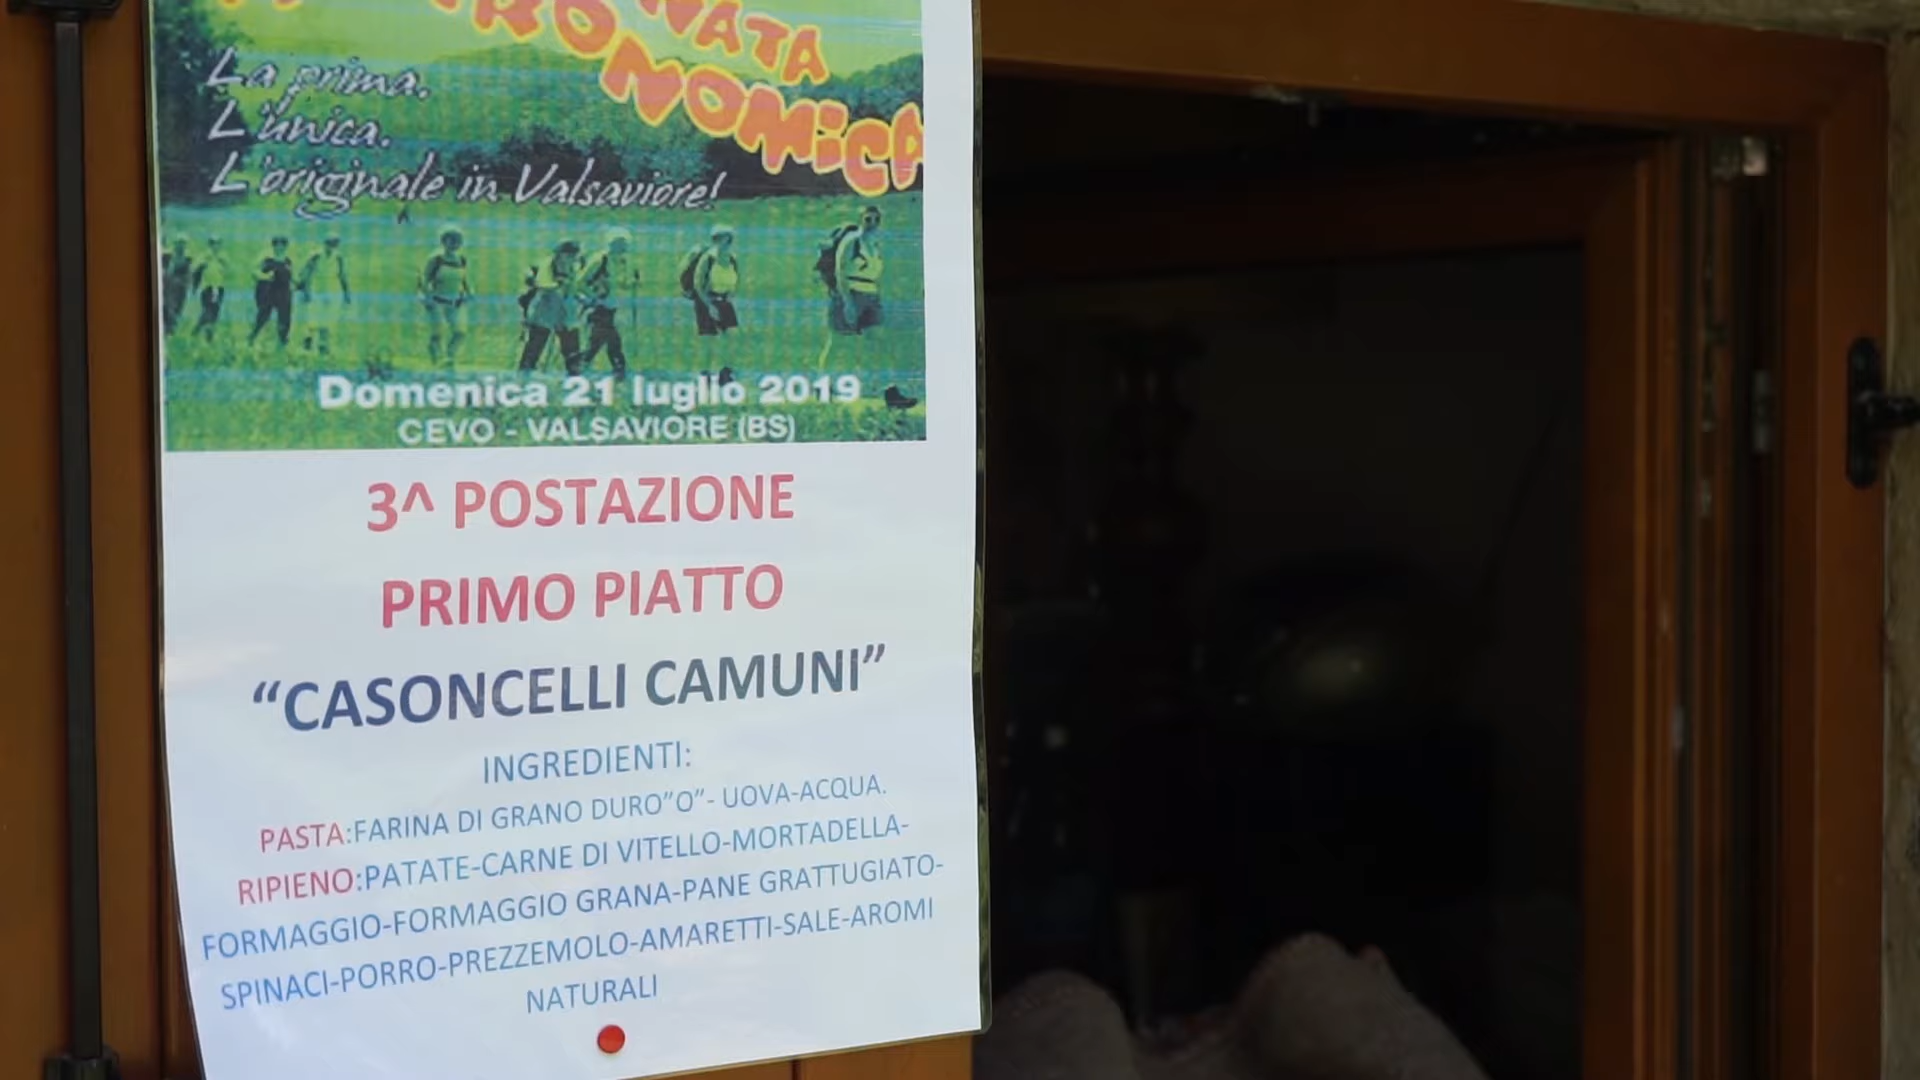 La prima.
L'unica.
L'originale in Valsaviore!
Domenica 21 luglio 2019
CEVO - VALSAVIORE (BS)
3^ POSTAZIONE
PRIMO PIATTO
“CASONCELLI CAMUNI”
INGREDIENTI:
PASTA:FARINA DI GRANO DURO”O”- UOVA-ACQUA.
RIPIENO:PATATE-CARNE DI VITELLO-MORTADELLA-
FORMAGGIO-FORMAGGIO GRANA-PANE GRATTUGIATO-
SPINACI-PORRO-PREZZEMOLO-AMARETTI-SALE-AROMI
NATURALI